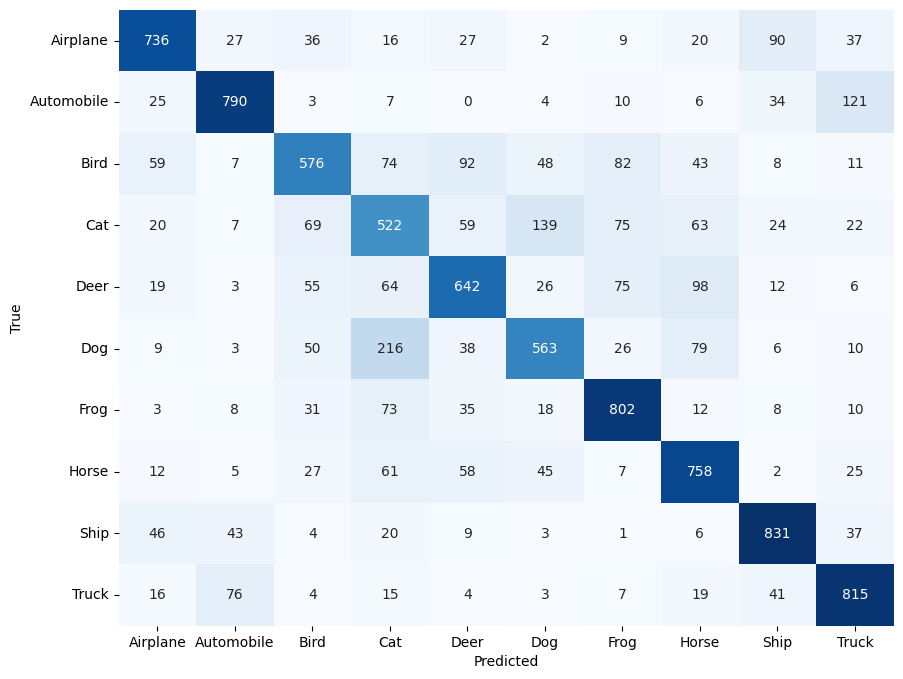 Airplane 736 27 36 16 27 2 9 20 90 37
Automobile 25 790 3 7 0 4 10 6 34 121
Bird 59 7 576 74 92 48 82 43 8 11
Cat 20 7 69 522 59 139 75 63 24 22
Deer 19 3 55 64 642 26 75 98 12 6
True
Dog 9 3 50 216 38 563 26 79 6 10
Frog 3 8 31 73 35 18 802 12 8 10
Horse 12 5 27 61 58 45 7 758 2 25
Ship 46 43 4 20 9 3 1 6 831 37
Truck 16 76 4 15 4 3 7 19 41 815
Airplane Automobile Bird Cat Deer Dog Frog Horse Ship Truck
Predicted